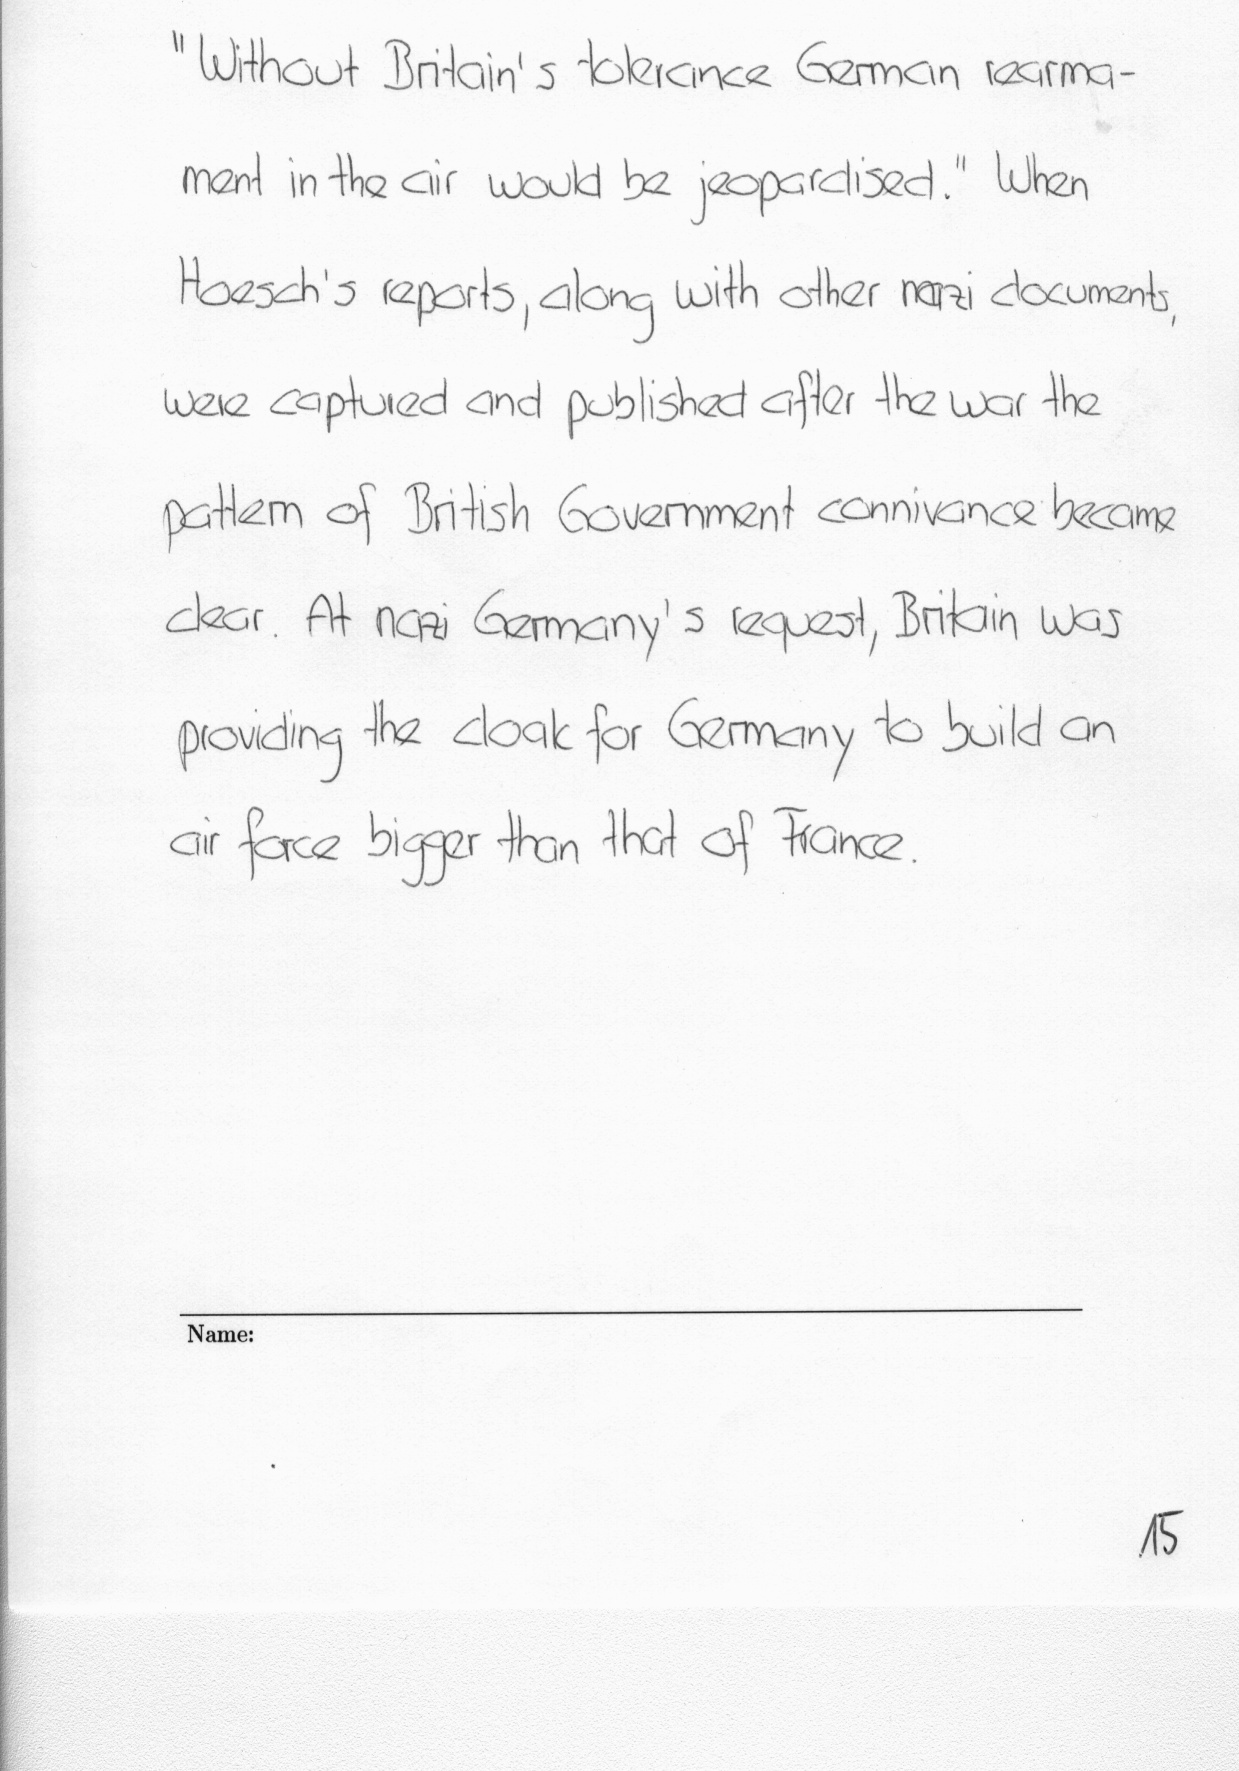 "Without Britain's tolerance German rearma-
ment in the air would be jeopardised." When
Hoesch's reports, along with other nazi documents,
were captured and published after the war the
pattern of British Government connivance became
clear. At nazi Germany's request, Britain was
providing the cloak for Germany to build an
air force bigger than that of France.
Name:
15